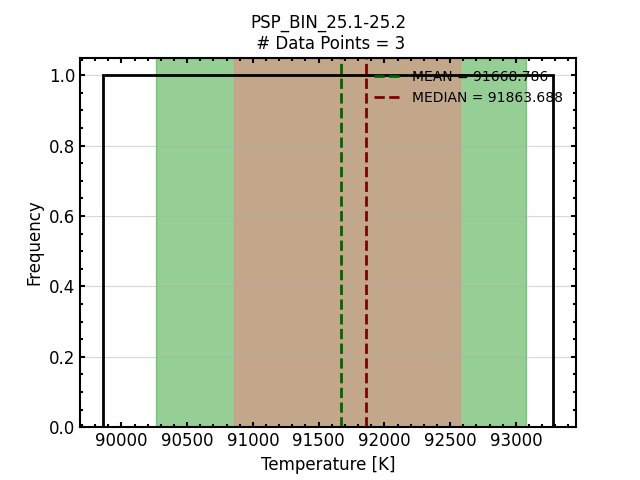 PSP_BIN_25.1-25.2
# Data Points = 3
MEAN = 91668.786
MEDIAN = 91863.688
1.0
0.8
0.6
0.4
0.2
0.0
Frequency
90000 90500 91000 91500 92000 92500 93000
Temperature [K]